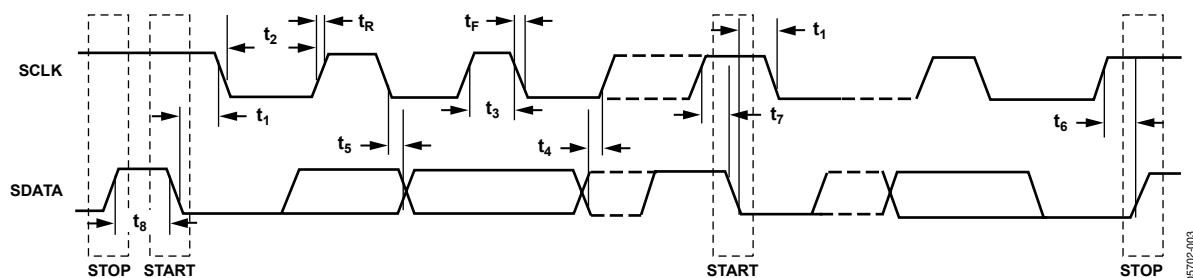 t2
tR
tF
t1
SCLK
t1
t3
t7
t6
t5
t4
SDATA
t8
STOP
START
START
STOP
05702-003